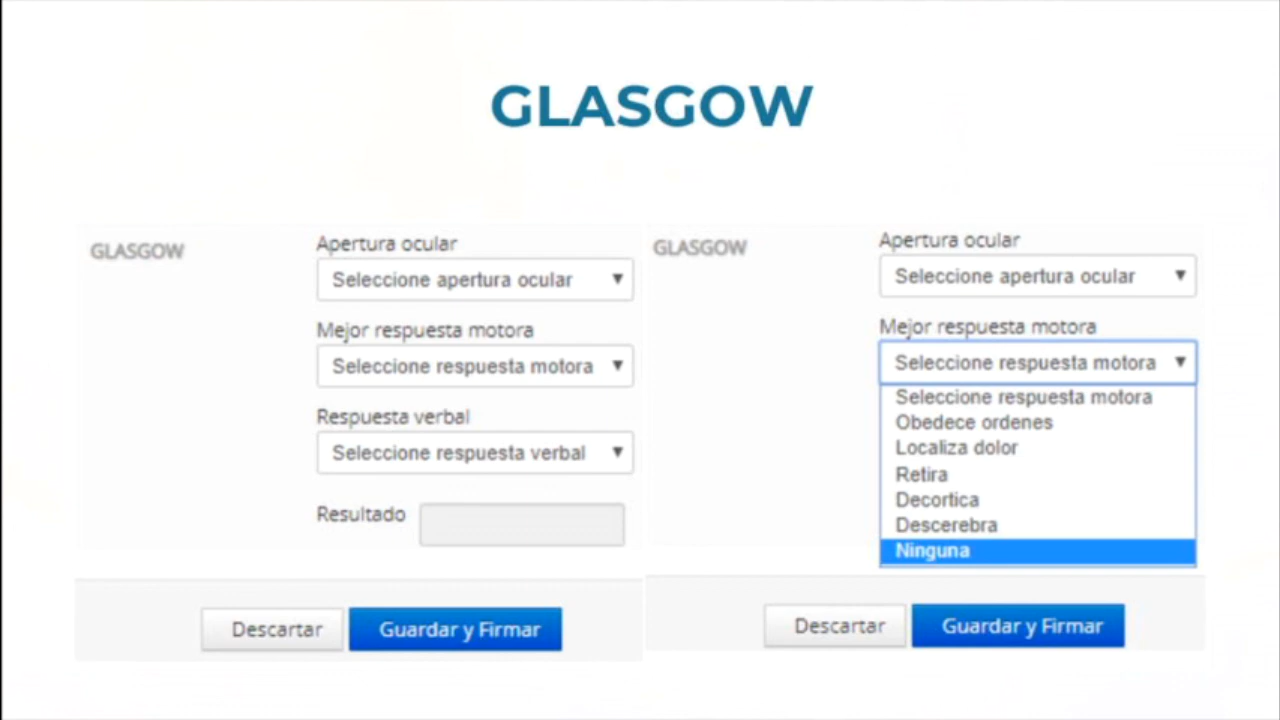 GLASGOW
GLASGOW
Apertura ocular
Seleccione apertura ocular
Mejor respuesta motora
Seleccione respuesta motora
Respuesta verbal
Seleccione respuesta verbal
Resultado
Descartar
Guardar y Firmar
GLASGOW
Apertura ocular
Seleccione apertura ocular
Mejor respuesta motora
Seleccione respuesta motora
Seleccione respuesta motora
Obedece ordenes
Localiza dolor
Retira
Decortica
Descerebra
Ninguna
Descartar
Guardar y Firmar